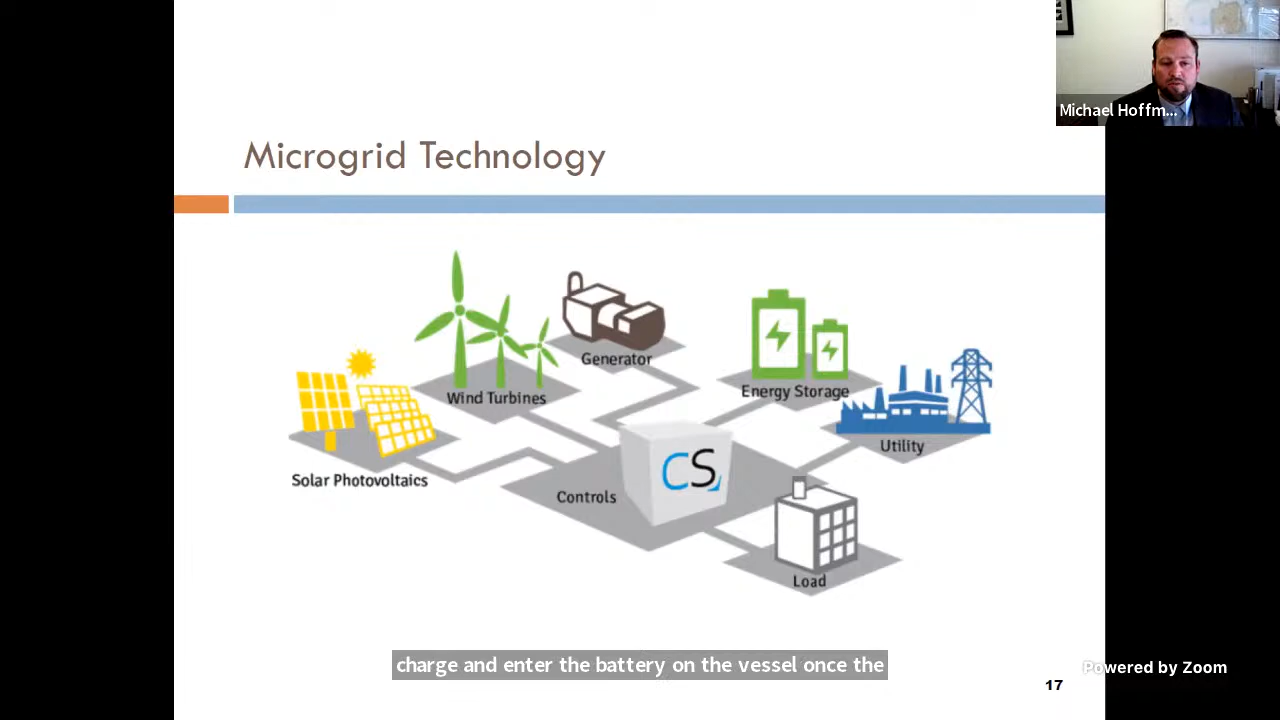 Michael Hoffm...
Microgrid Technology
Generator
Energy Storage
Wind Turbines
Utility
Solar Photovoltaics
CS
Controls
Load
charge and enter the battery on the vessel once the
Powered by Zoom
17